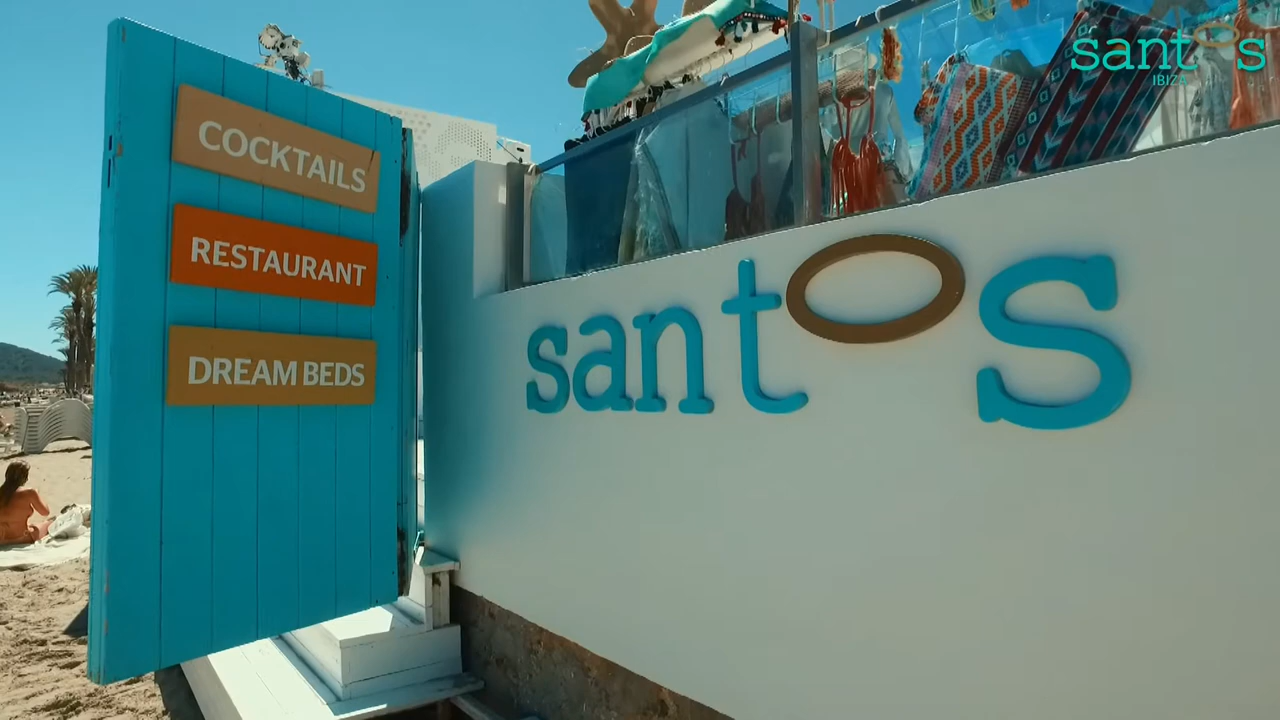 COCKTAILS
RESTAURANT
DREAM BEDS
santos
santos
IBIZA